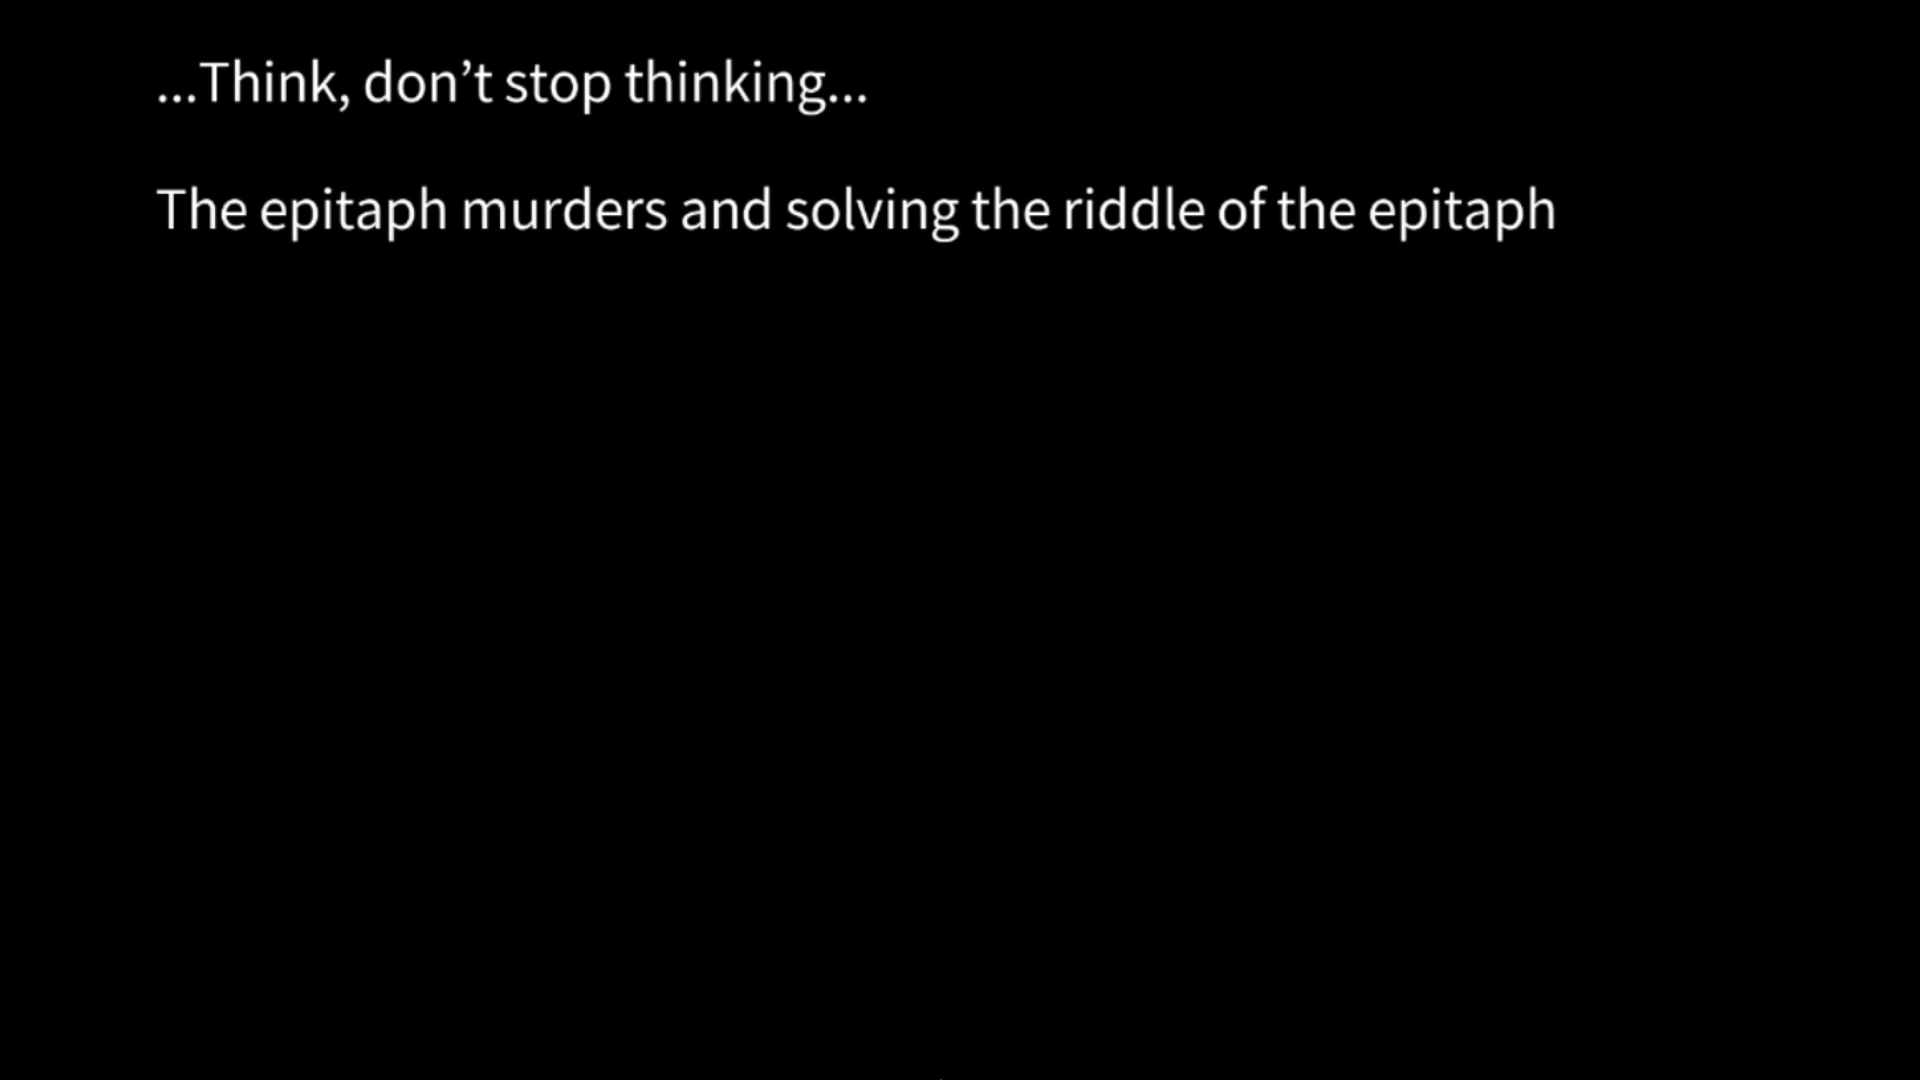 ...Think, don’t stop thinking...
The epitaph murders and solving the riddle of the epitaph